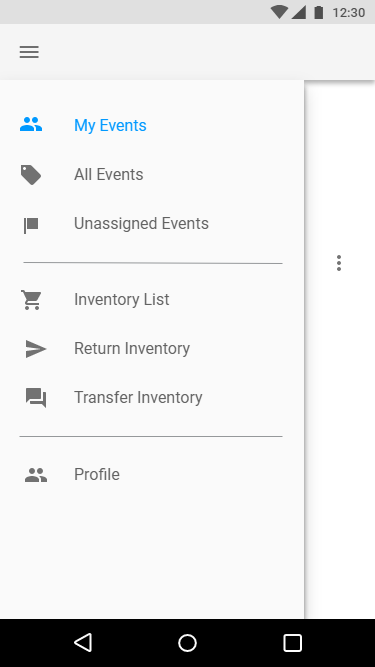 12:30
My Events
All Events
Unassigned Events
Inventory List
Return Inventory
Transfer Inventory
Profile